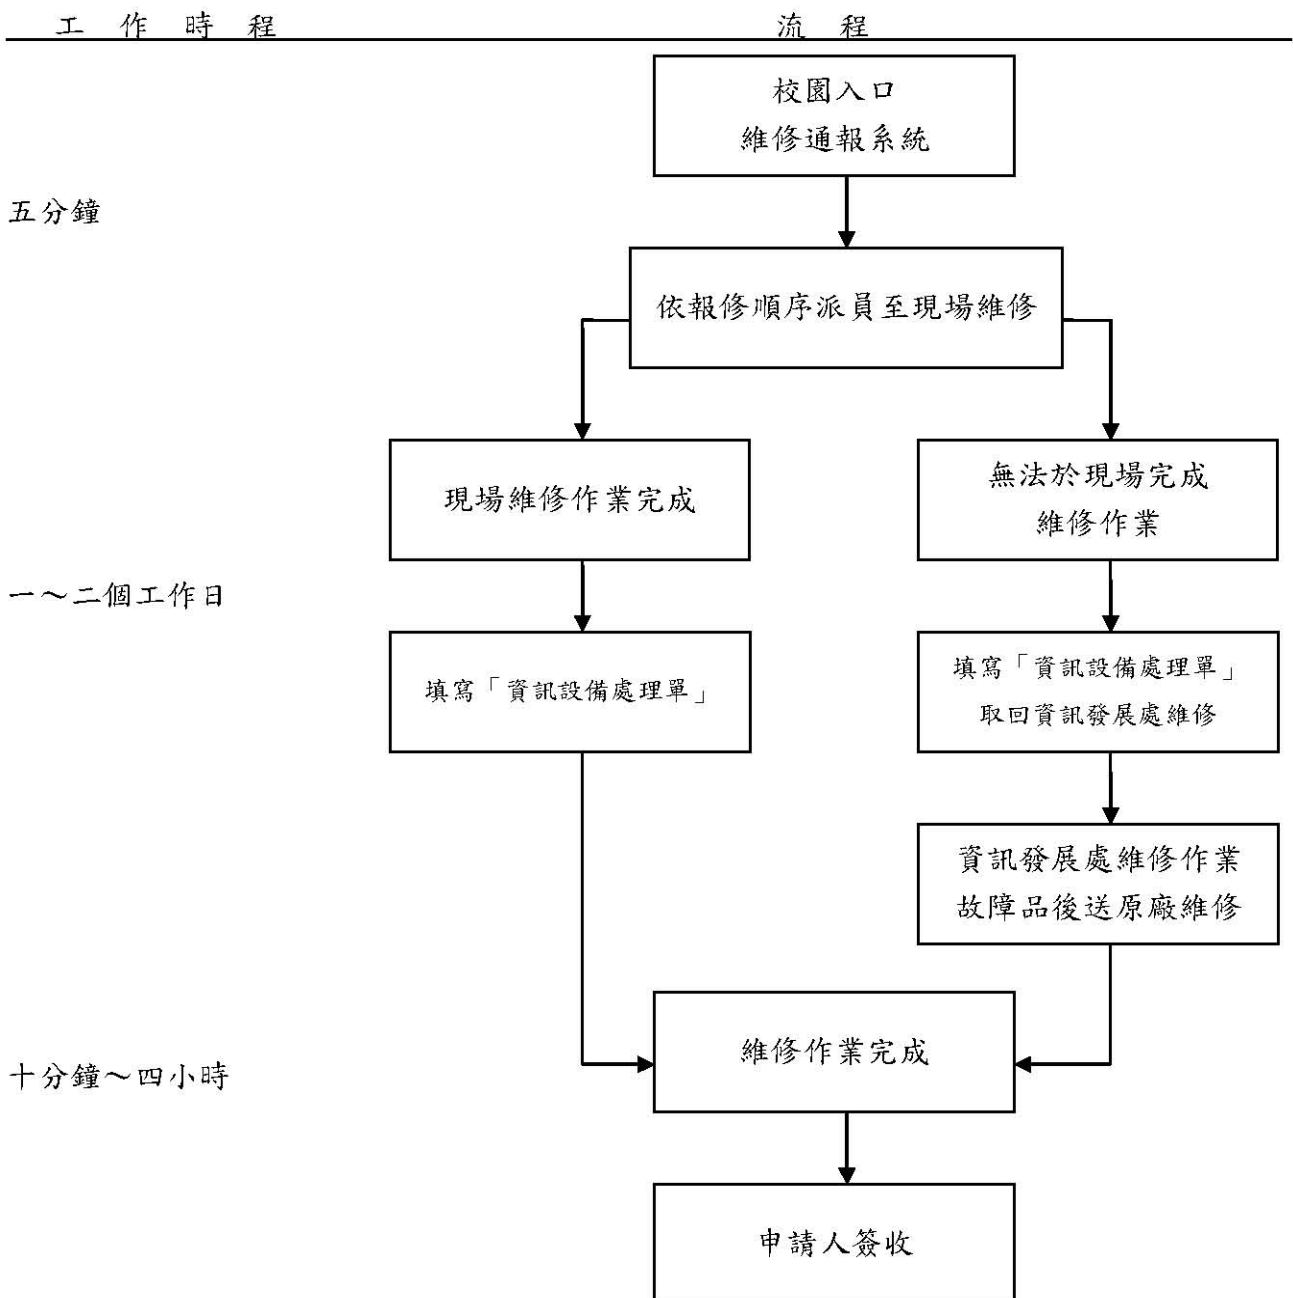 工作時程 流程
校園入口
維修通報系統
五分鐘
依報修順序派員至現場維修
現場維修作業完成
無法於現場完成
維修作業
一～二個工作日
填寫「資訊設備處理單」
填寫「資訊設備處理單」
取回資訊發展處維修
資訊發展處維修作業
故障品後送原廠維修
維修作業完成
十分鐘～四小時
申請人簽收